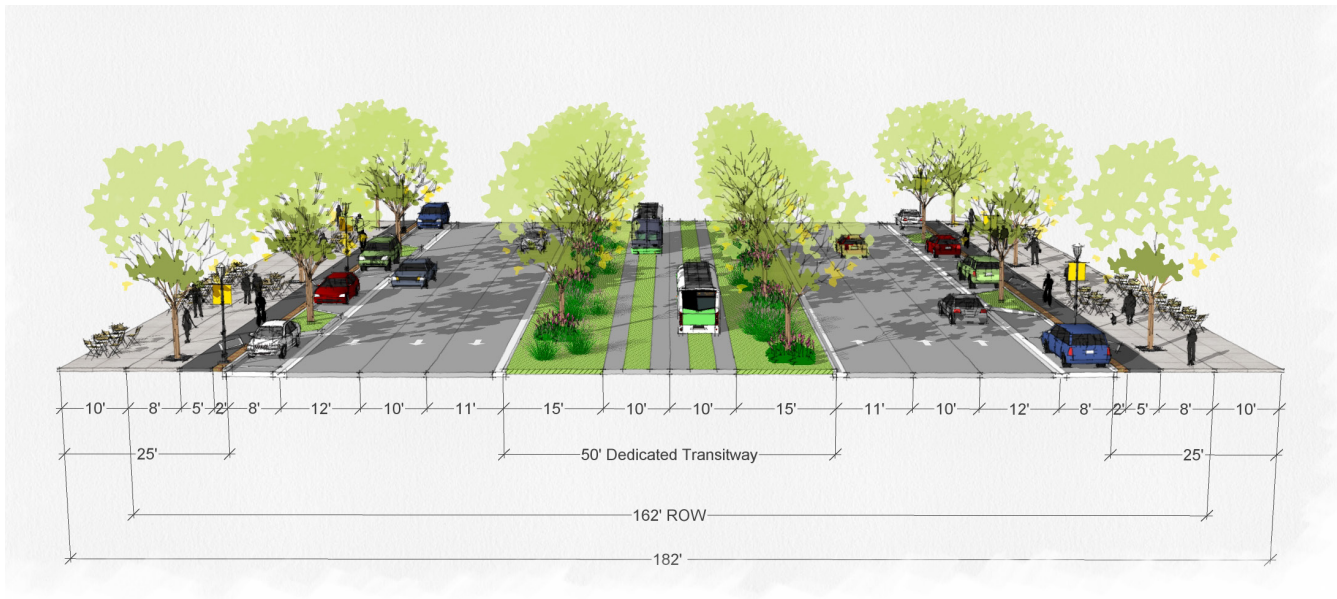 10' 8' 5' 2' 8' 12' 10' 11' 15' 10' 10' 15' 11' 10' 12' 8' 2' 5' 8' 10'
25' 50' Dedicated Transitway 25'
162' ROW
182'